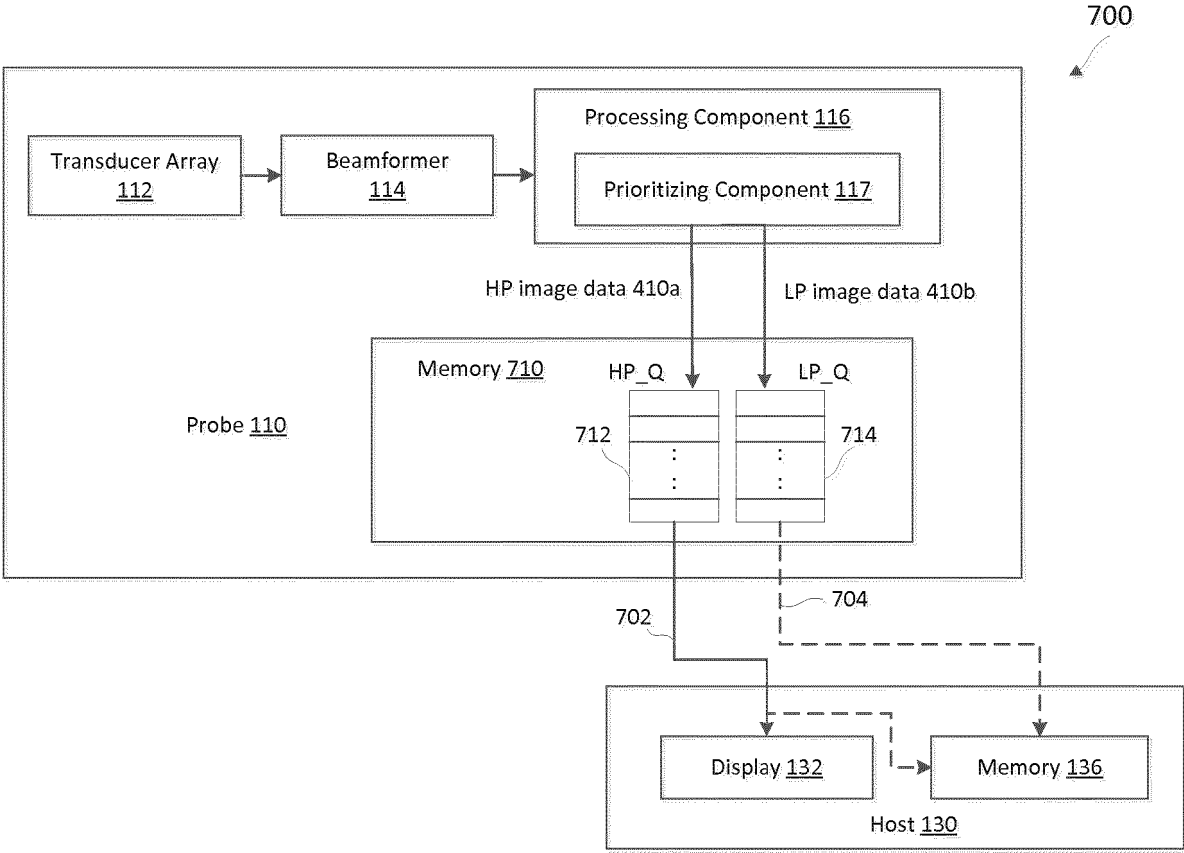 700
Processing Component 116
Transducer Array
112
Beamformer
114
Prioritizing Component 117
HP image data 410a
LP image data 410b
Memory 710
HP_Q
LP_Q
Probe 110
712
714
:
:
:
:
702
704
Display 132
Memory 136
Host 130